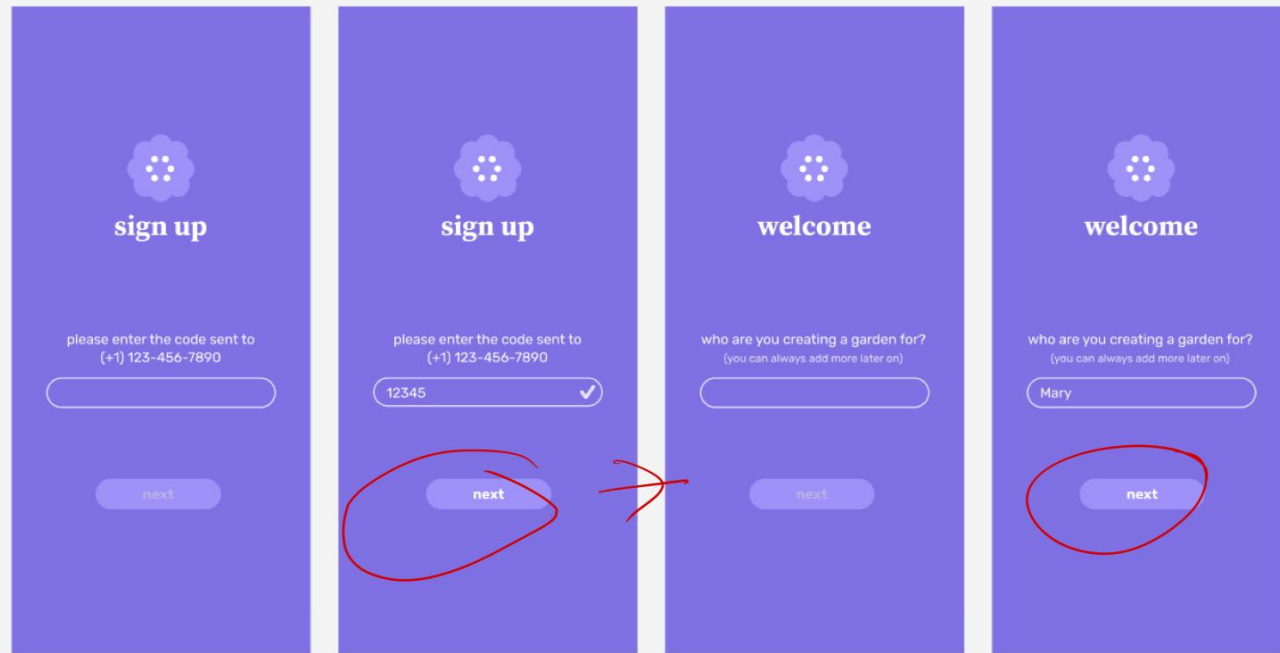 sign up
please enter the code sent to
(+1) 123-456-7890
next
sign up
please enter the code sent to
(+1) 123-456-7890
12345
next
welcome
who are you creating a garden for?
(you can always add more later on)
next
welcome
who are you creating a garden for?
(you can always add more later on)
Mary
next